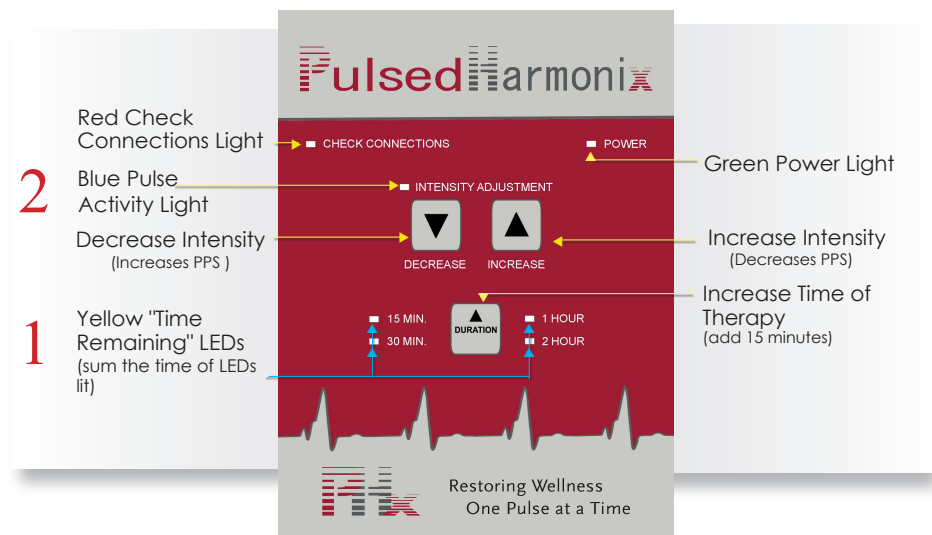 PulsedHarmonix
Red Check
Connections Light
CHECK CONNECTIONS
POWER
Green Power Light
2
Blue Pulse
Activity Light
INTENSITY ADJUSTMENT
Decrease Intensity
(Increases PPS )
DECREASE
INCREASE
Increase Intensity
(Decreases PPS)
Increase Time of
Therapy
(add 15 minutes)
1
Yellow "Time
Remaining" LEDs
(sum the time of LEDs
lit)
15 MIN.
30 MIN.
DURATION
1 HOUR
2 HOUR
PHx
Restoring Wellness
One Pulse at a Time